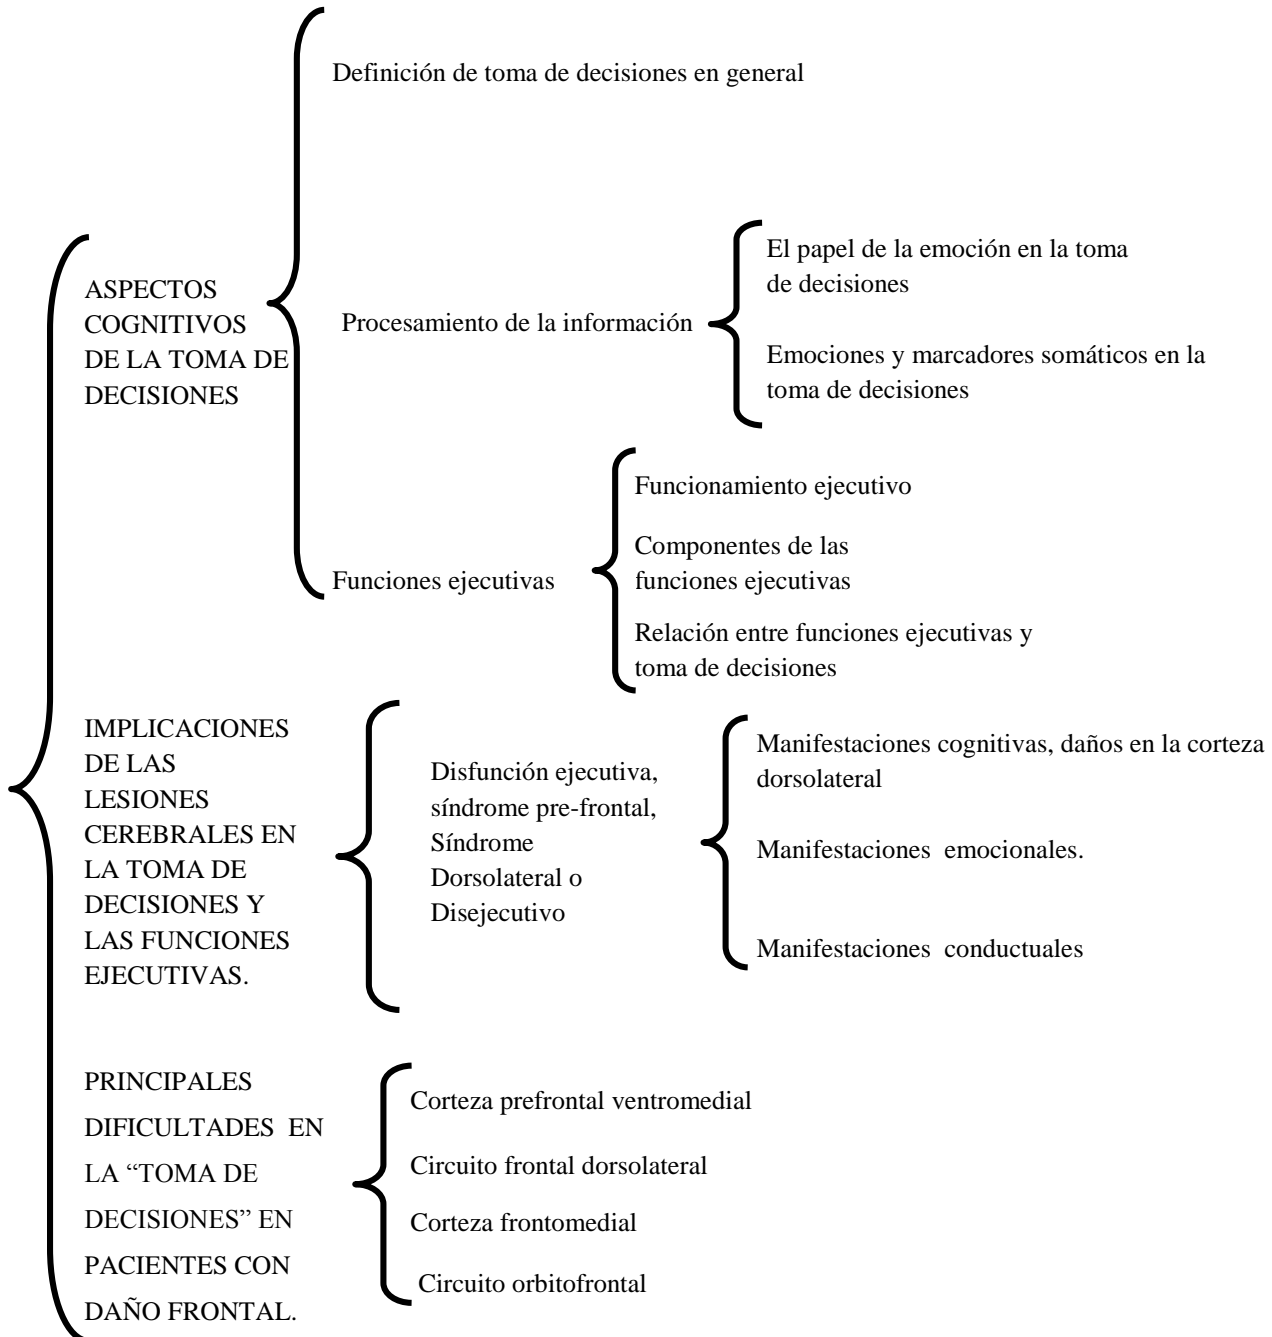 Definición de toma de decisiones en general
ASPECTOS
COGNITIVOS
DE LA TOMA DE
DECISIONES
Procesamiento de la información
El papel de la emoción en la toma
de decisiones
Emociones y marcadores somáticos en la
toma de decisiones
Funciones ejecutivas
Funcionamiento ejecutivo
Componentes de las
funciones ejecutivas
Relación entre funciones ejecutivas y
toma de decisiones
IMPLICACIONES
DE LAS
LESIONES
CEREBRALES EN
LA TOMA DE
DECISIONES Y
LAS FUNCIONES
EJECUTIVAS.
Disfunción ejecutiva,
síndrome pre-frontal,
Síndrome
Dorsolateral o
Disejecutivo
Manifestaciones cognitivas, daños en la corteza
dorsolateral
Manifestaciones  emocionales.
Manifestaciones  conductuales
PRINCIPALES
DIFICULTADES  EN
LA “TOMA DE
DECISIONES” EN
PACIENTES CON
DAÑO FRONTAL.
Corteza prefrontal ventromedial
Circuito frontal dorsolateral
Corteza frontomedial
Circuito orbitofrontal